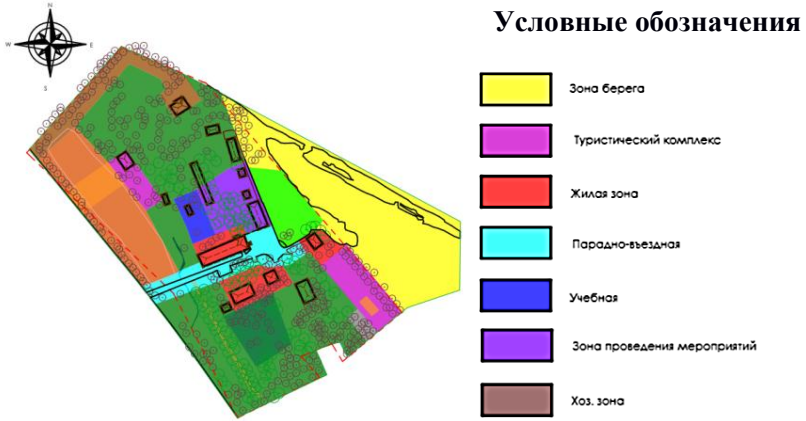 Условные обозначения
N
W
E
S
Зона берега
Туристический комплекс
Жилая зона
Парадно-въездная
Учебная
Зона проведения мероприятий
Хоз. зона